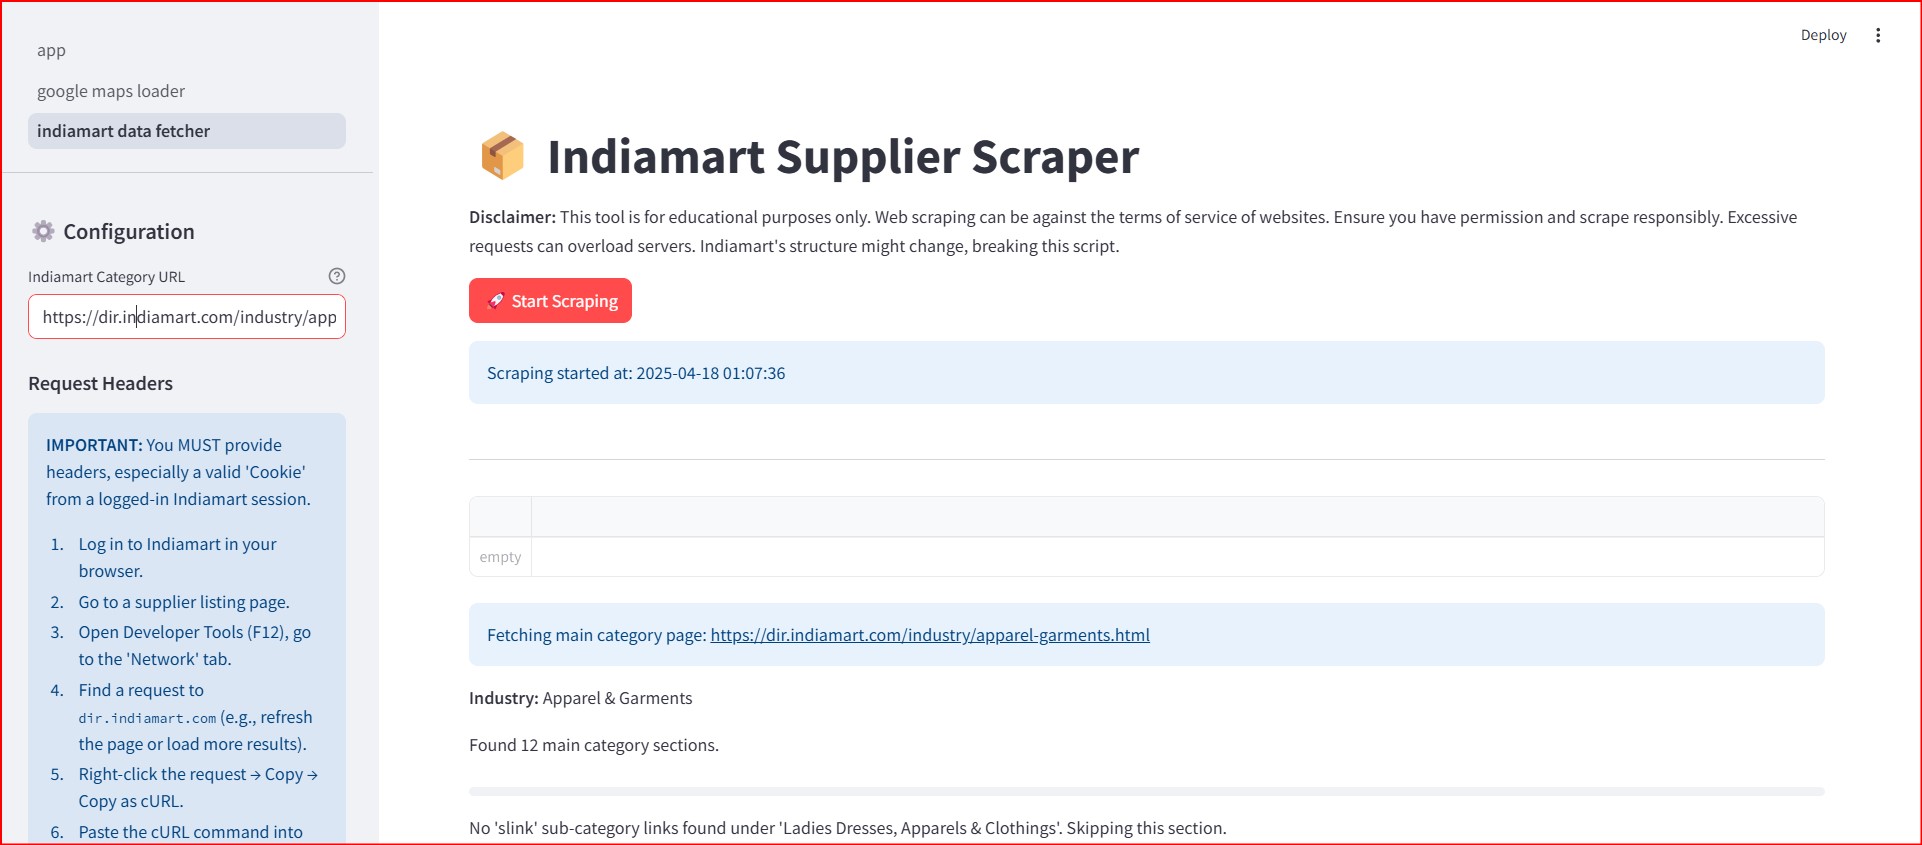 app
google maps loader
indiamart data fetcher
Configuration
Indiamart Category URL
https://dir.indiamart.com/industry/app
Request Headers
IMPORTANT: You MUST provide
headers, especially a valid 'Cookie'
from a logged-in Indiamart session.
1. Log in to Indiamart in your
browser.
2. Go to a supplier listing page.
3. Open Developer Tools (F12), go
to the 'Network' tab.
4. Find a request to
dir.indiamart.com (e.g., refresh
the page or load more results).
5. Right-click the request → Copy →
Copy as cURL.
6. Paste the cURL command into
Deploy
Indiamart Supplier Scraper
Disclaimer: This tool is for educational purposes only. Web scraping can be against the terms of service of websites. Ensure you have permission and scrape responsibly. Excessive
requests can overload servers. Indiamart's structure might change, breaking this script.
Start Scraping
Scraping started at: 2025-04-18 01:07:36
empty
Fetching main category page: https://dir.indiamart.com/industry/apparel-garments.html
Industry: Apparel & Garments
Found 12 main category sections.
No 'slink' sub-category links found under 'Ladies Dresses, Apparels & Clothings'. Skipping this section.